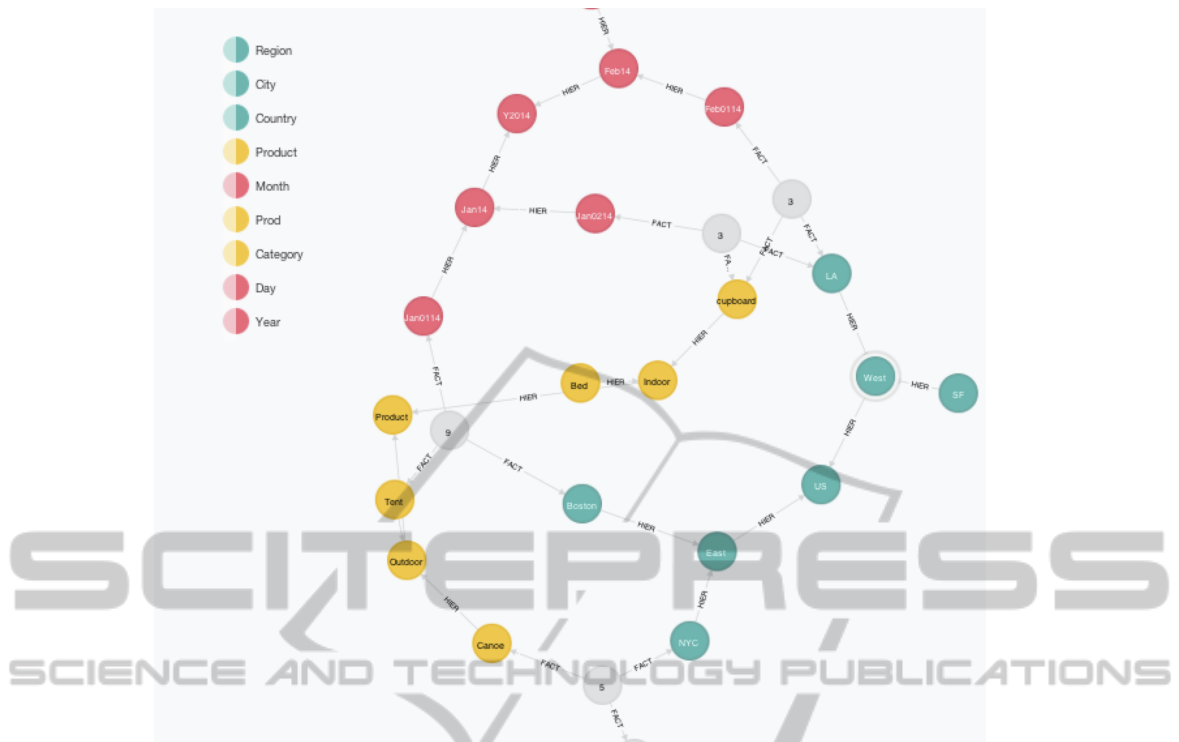 HIER
Region
Feb14
City
HIER
HIER
Y2014
Feb0114
Country
Product
HIER
FACT
Month
Jan14
HIER
Jan0214
FACT
3
3
Prod
FACT
FACT
FACT
Category
HIER
FA...
LA
Day
cupboard
Jan0114
Year
HIER
HIER
FACT
Bed
HIER
Indoor
West
HIER
SF
HIER
Product
9
HIER
FACT
FACT
US
Tent
Boston
HIER
HIER
East
Outdoor
SCITEPRESS
HIER
HIER
Canoe
NYC
FACT
FACT
SCIENCE AND TECHNOLOGY PUBLICATIONS
5
FACT